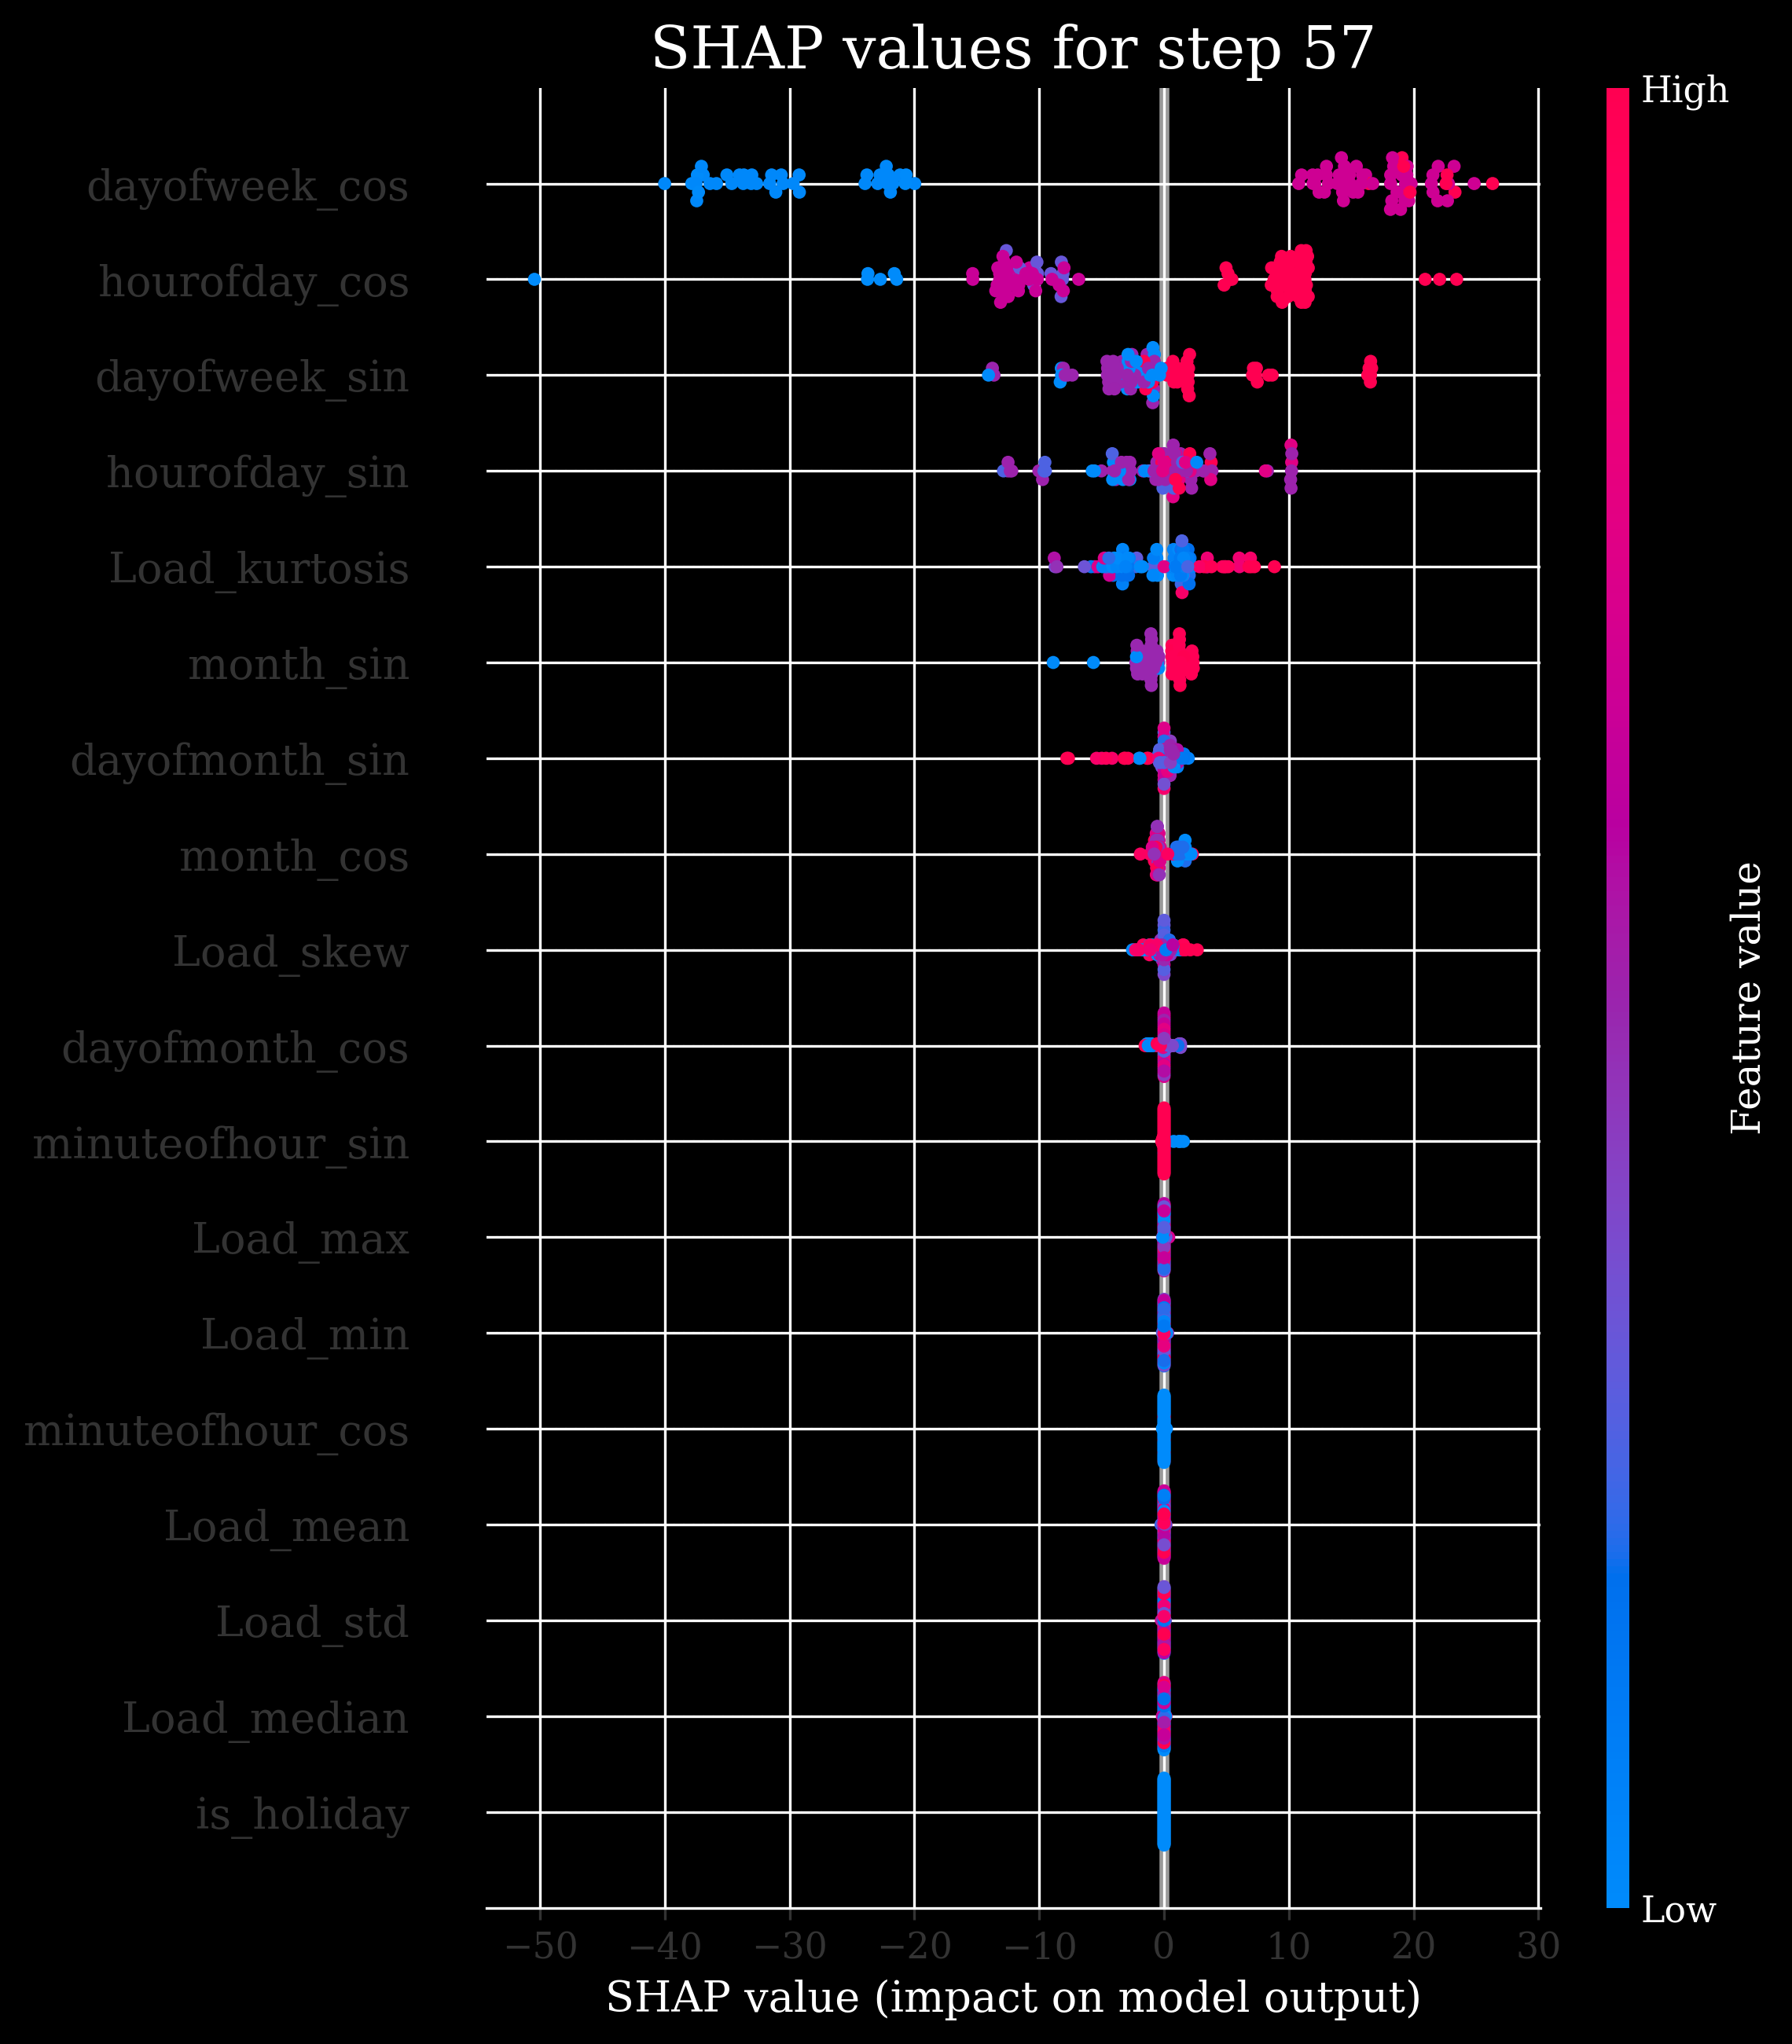 SHAP values for step 57
High
dayofweek_cos
hourofday_cos
dayofweek_sin
hourofday_sin
Load_kurtosis
month_sin
dayofmonth_sin
month_cos
Load_skew
dayofmonth_cos
minuteofhour_sin
Load_max
Load_min
minuteofhour_cos
Load_mean
Load_std
Load_median
is_holiday
Feature value
Low
−50 −40 −30 −20 −10 0 10 20 30
SHAP value (impact on model output)